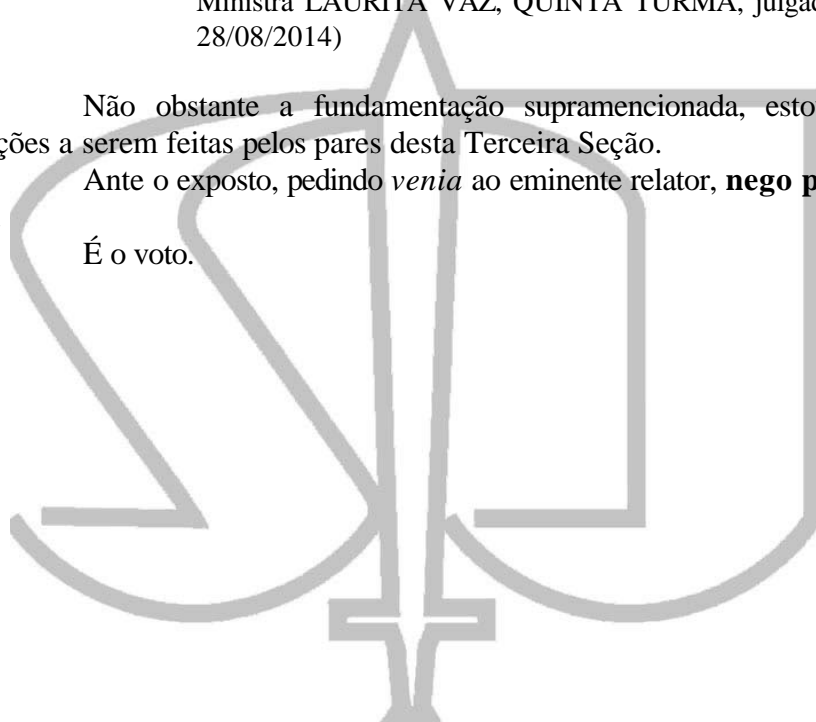 Ministra LAURITA VAZ, QUINTA TURMA, julgad
28/08/2014)
Não obstante a fundamentação supramencionada, esto
ções a serem feitas pelos pares desta Terceira Seção.
Ante o exposto, pedindo venia ao eminente relator, nego p
É o voto.